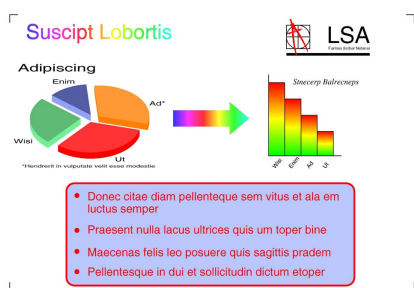 Suscipt Lobortis
LSA
Adipiscing
Enim
Ad*
Wisi
Ut
*Hendrerit in vulputate velit esse modestie
Smecerp Balrecneps
Wisi
Enim
Ad
Ut
Donec citae diam pellenteque sem vitus et ala em
luctus semper
Praesent nulla lacus ultrices quis um toper bine
Maecenas felis leo posuere quis sagittis pradem
Pellentesque in dui et sollicitudin dictum etoper